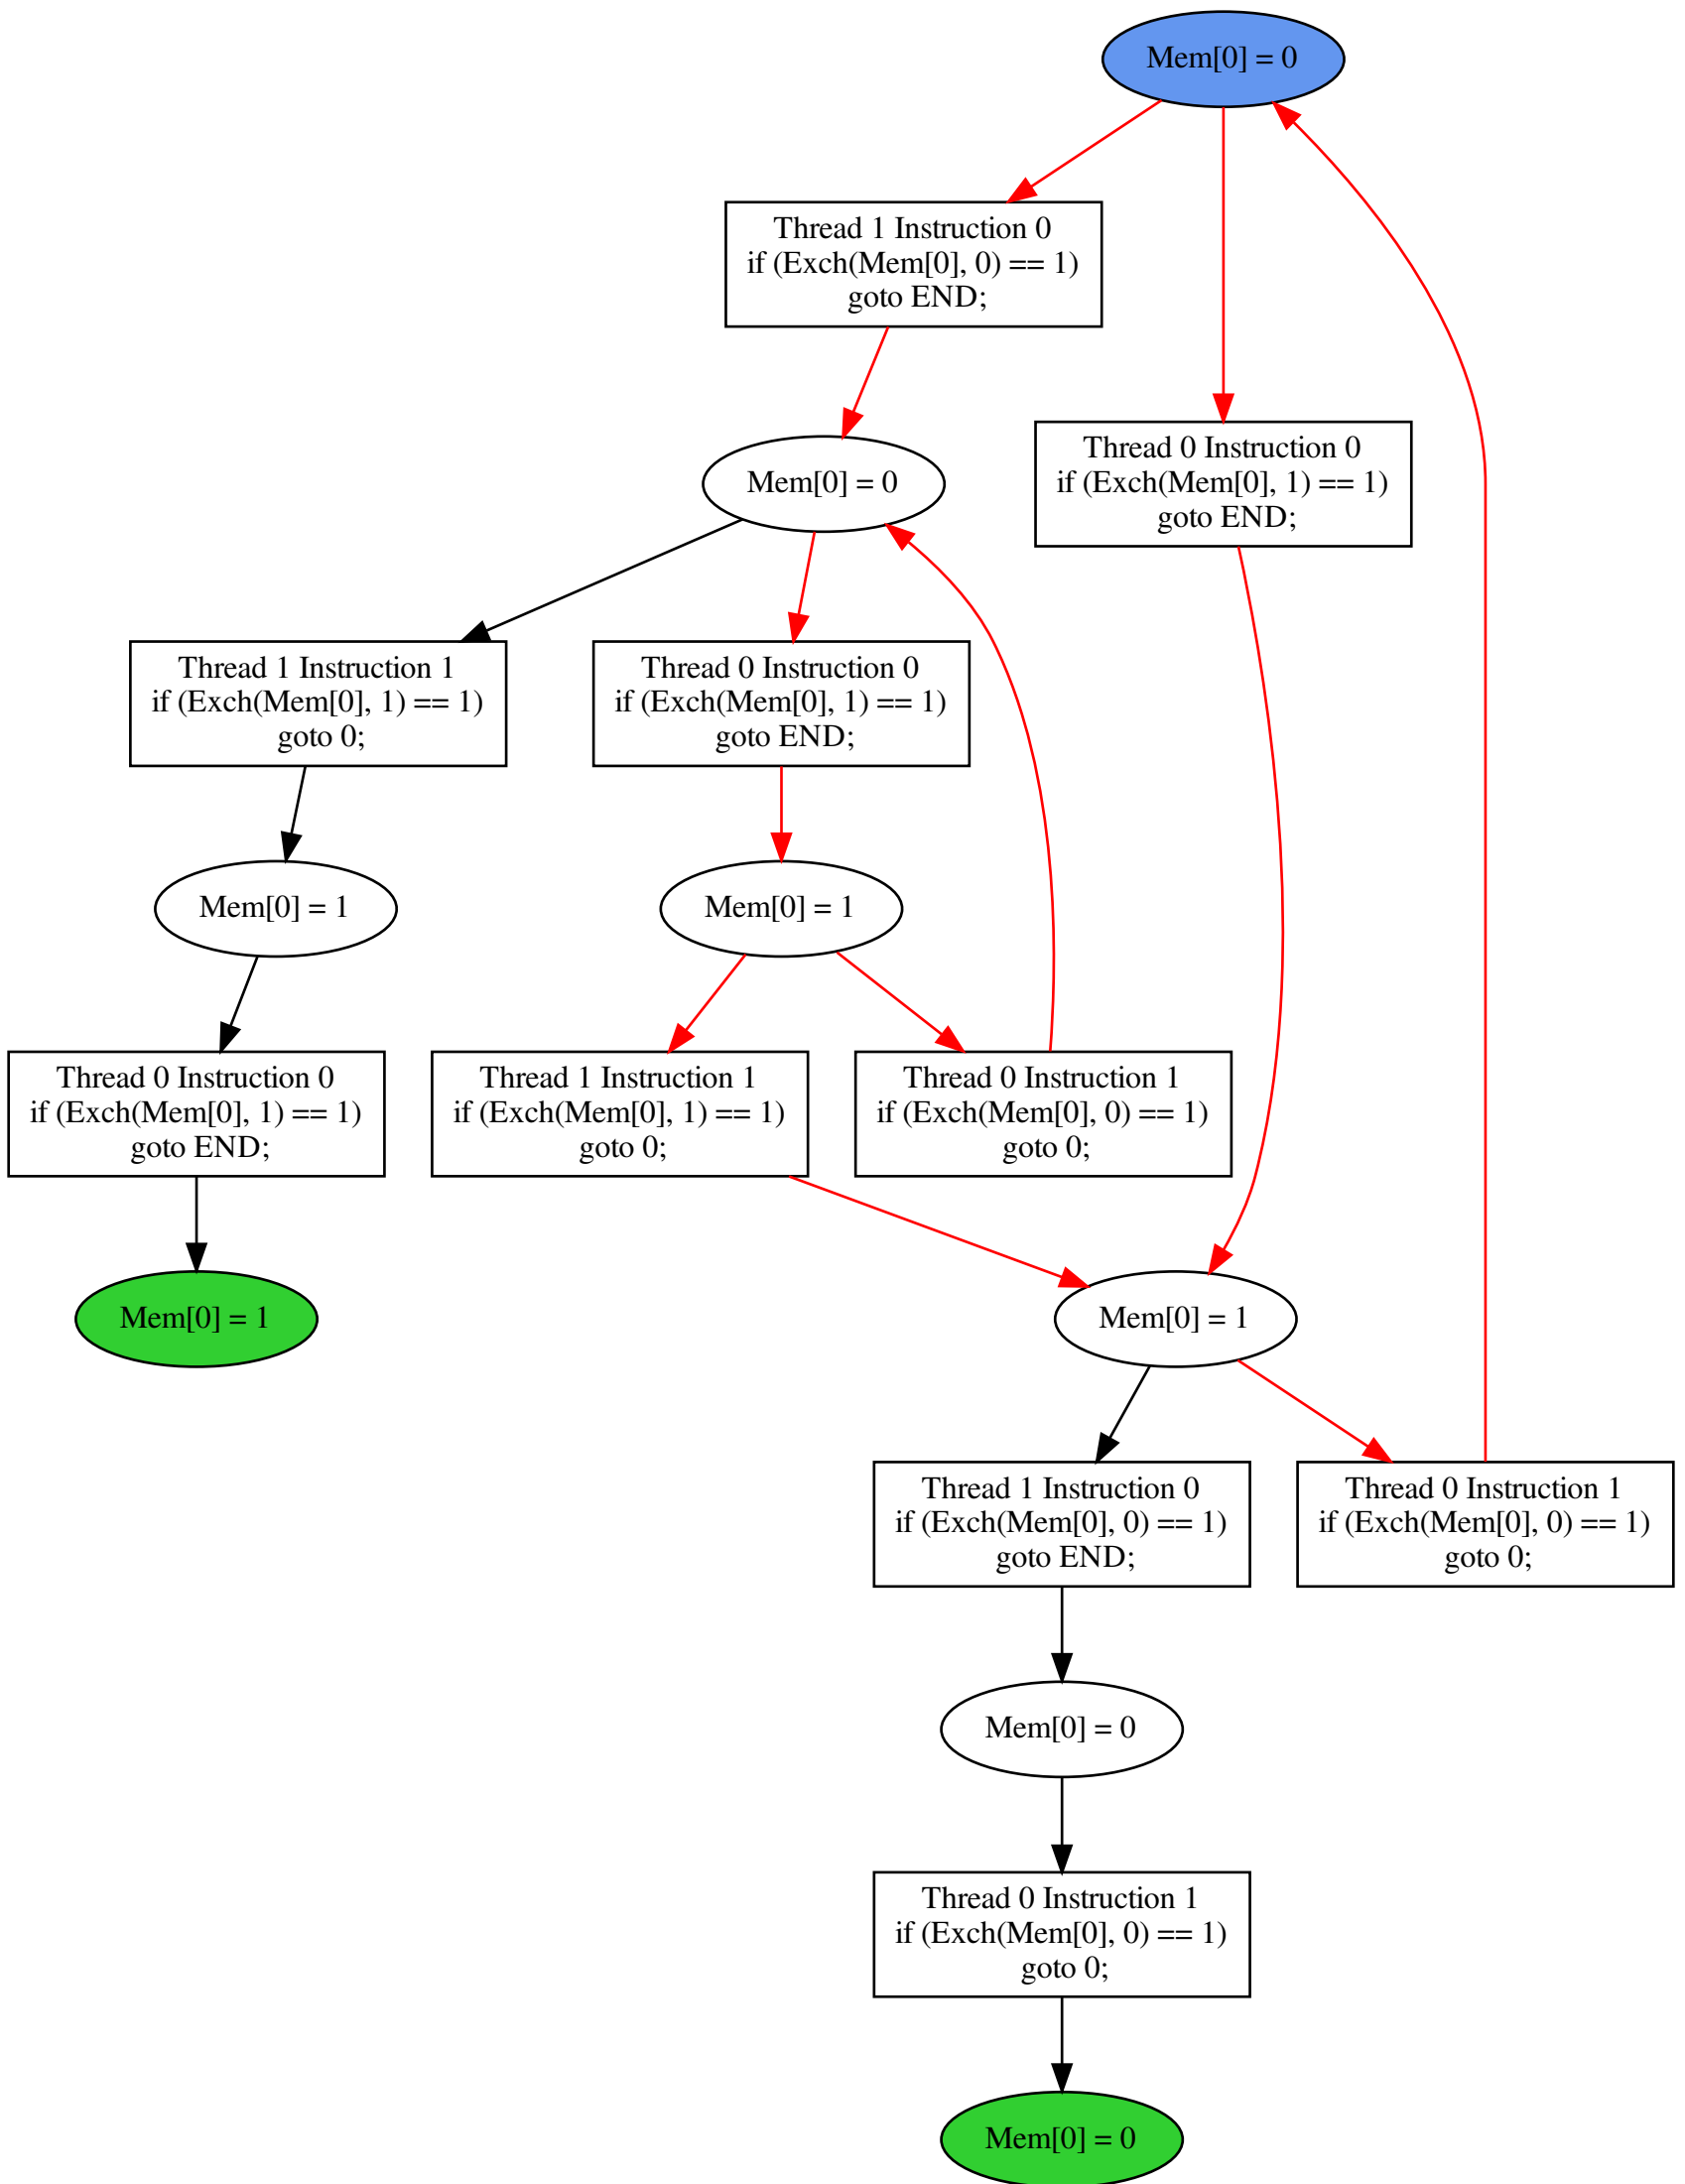 Mem[0] = 0
Thread 1 Instruction 0
if (Exch(Mem[0], 0) == 1)
goto END;
Thread 0 Instruction 0
if (Exch(Mem[0], 1) == 1)
goto END;
Mem[0] = 0
Thread 1 Instruction 1
if (Exch(Mem[0], 1) == 1)
goto 0;
Thread 0 Instruction 0
if (Exch(Mem[0], 1) == 1)
goto END;
Mem[0] = 1
Mem[0] = 1
Thread 0 Instruction 0
if (Exch(Mem[0], 1) == 1)
goto END;
Thread 1 Instruction 1
if (Exch(Mem[0], 1) == 1)
goto 0;
Thread 0 Instruction 1
if (Exch(Mem[0], 0) == 1)
goto 0;
Mem[0] = 1
Mem[0] = 1
Thread 1 Instruction 0
if (Exch(Mem[0], 0) == 1)
goto END;
Thread 0 Instruction 1
if (Exch(Mem[0], 0) == 1)
goto 0;
Mem[0] = 0
Thread 0 Instruction 1
if (Exch(Mem[0], 0) == 1)
goto 0;
Mem[0] = 0